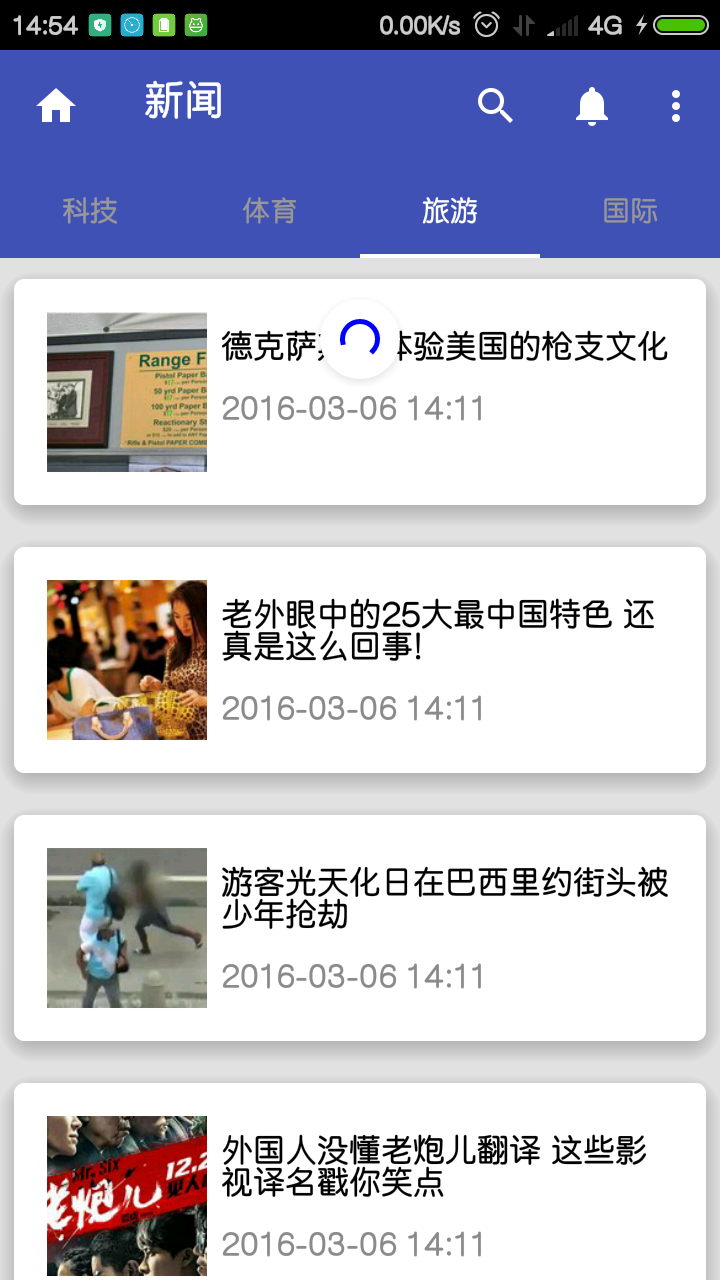 14:54 0.00K/s 4G
新闻
科技 体育 旅游 国际
德克萨 体验美国的枪支文化
2016-03-06 14:11
Range F
Pistol Paper Ba
50 yrd Paper B
100 yrd Paper B
Reactionary St
*Rifle & Pistol PAPER COMB
老外眼中的25大最中国特色 还
真是这么回事!
2016-03-06 14:11
游客光天化日在巴西里约街头被
少年抢劫
2016-03-06 14:11
外国人没懂老炮儿翻译 这些影
视译名戳你笑点
2016-03-06 14:11
Mr. Six
12.2
老炮儿